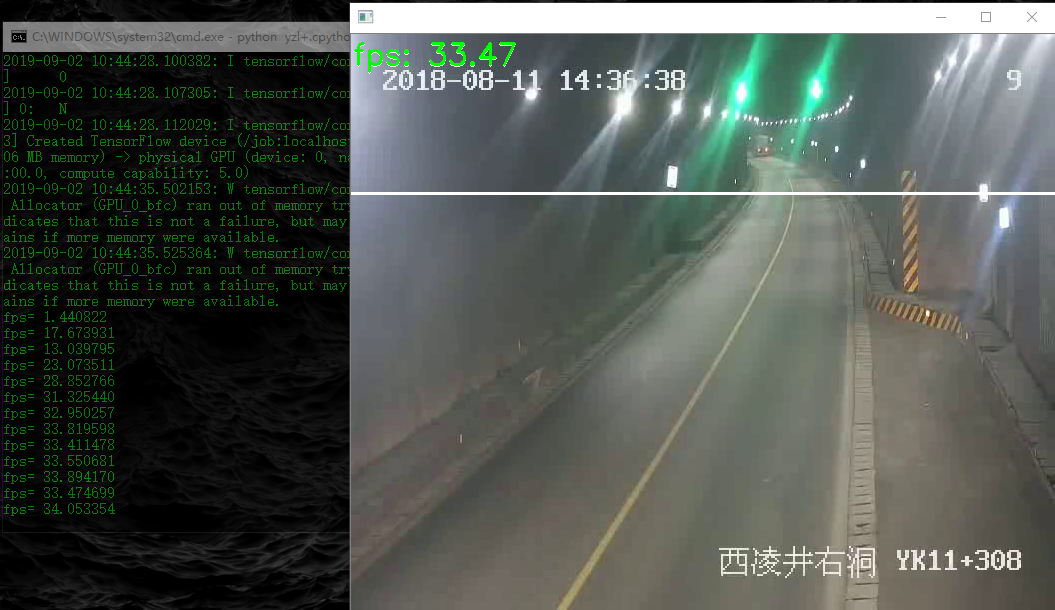 C:\WINDOWS\system32\cmd.exe - python yzl+.cpytho
2019-09-02 10:44:28.100382: I tensorflow/co
] 0
2019-09-02 10:44:28.107305: I tensorflow/co
] 0: N
2019-09-02 10:44:28.112029: I tensorflow/co
3] Created TensorFlow device (/job:localhos
06 MB memory) -> physical GPU (device: 0, na
:00.0, compute capability: 5.0)
2019-09-02 10:44:35.502153: W tensorflow/co
Allocator (GPU_0_bfc) ran out of memory try
dicates that this is not a failure, but may
ains if more memory were available.
2019-09-02 10:44:35.525364: W tensorflow/co
Allocator (GPU_0_bfc) ran out of memory try
dicates that this is not a failure, but may
ains if more memory were available.
fps= 1.440822
fps= 17.673931
fps= 13.039795
fps= 23.073511
fps= 28.852766
fps= 31.325440
fps= 32.950257
fps= 33.819598
fps= 33.411478
fps= 33.550681
fps= 33.894170
fps= 33.474699
fps= 34.053354
fps: 33.47
2018-08-11 14:36:38 9
西凌井右洞 YK11+308